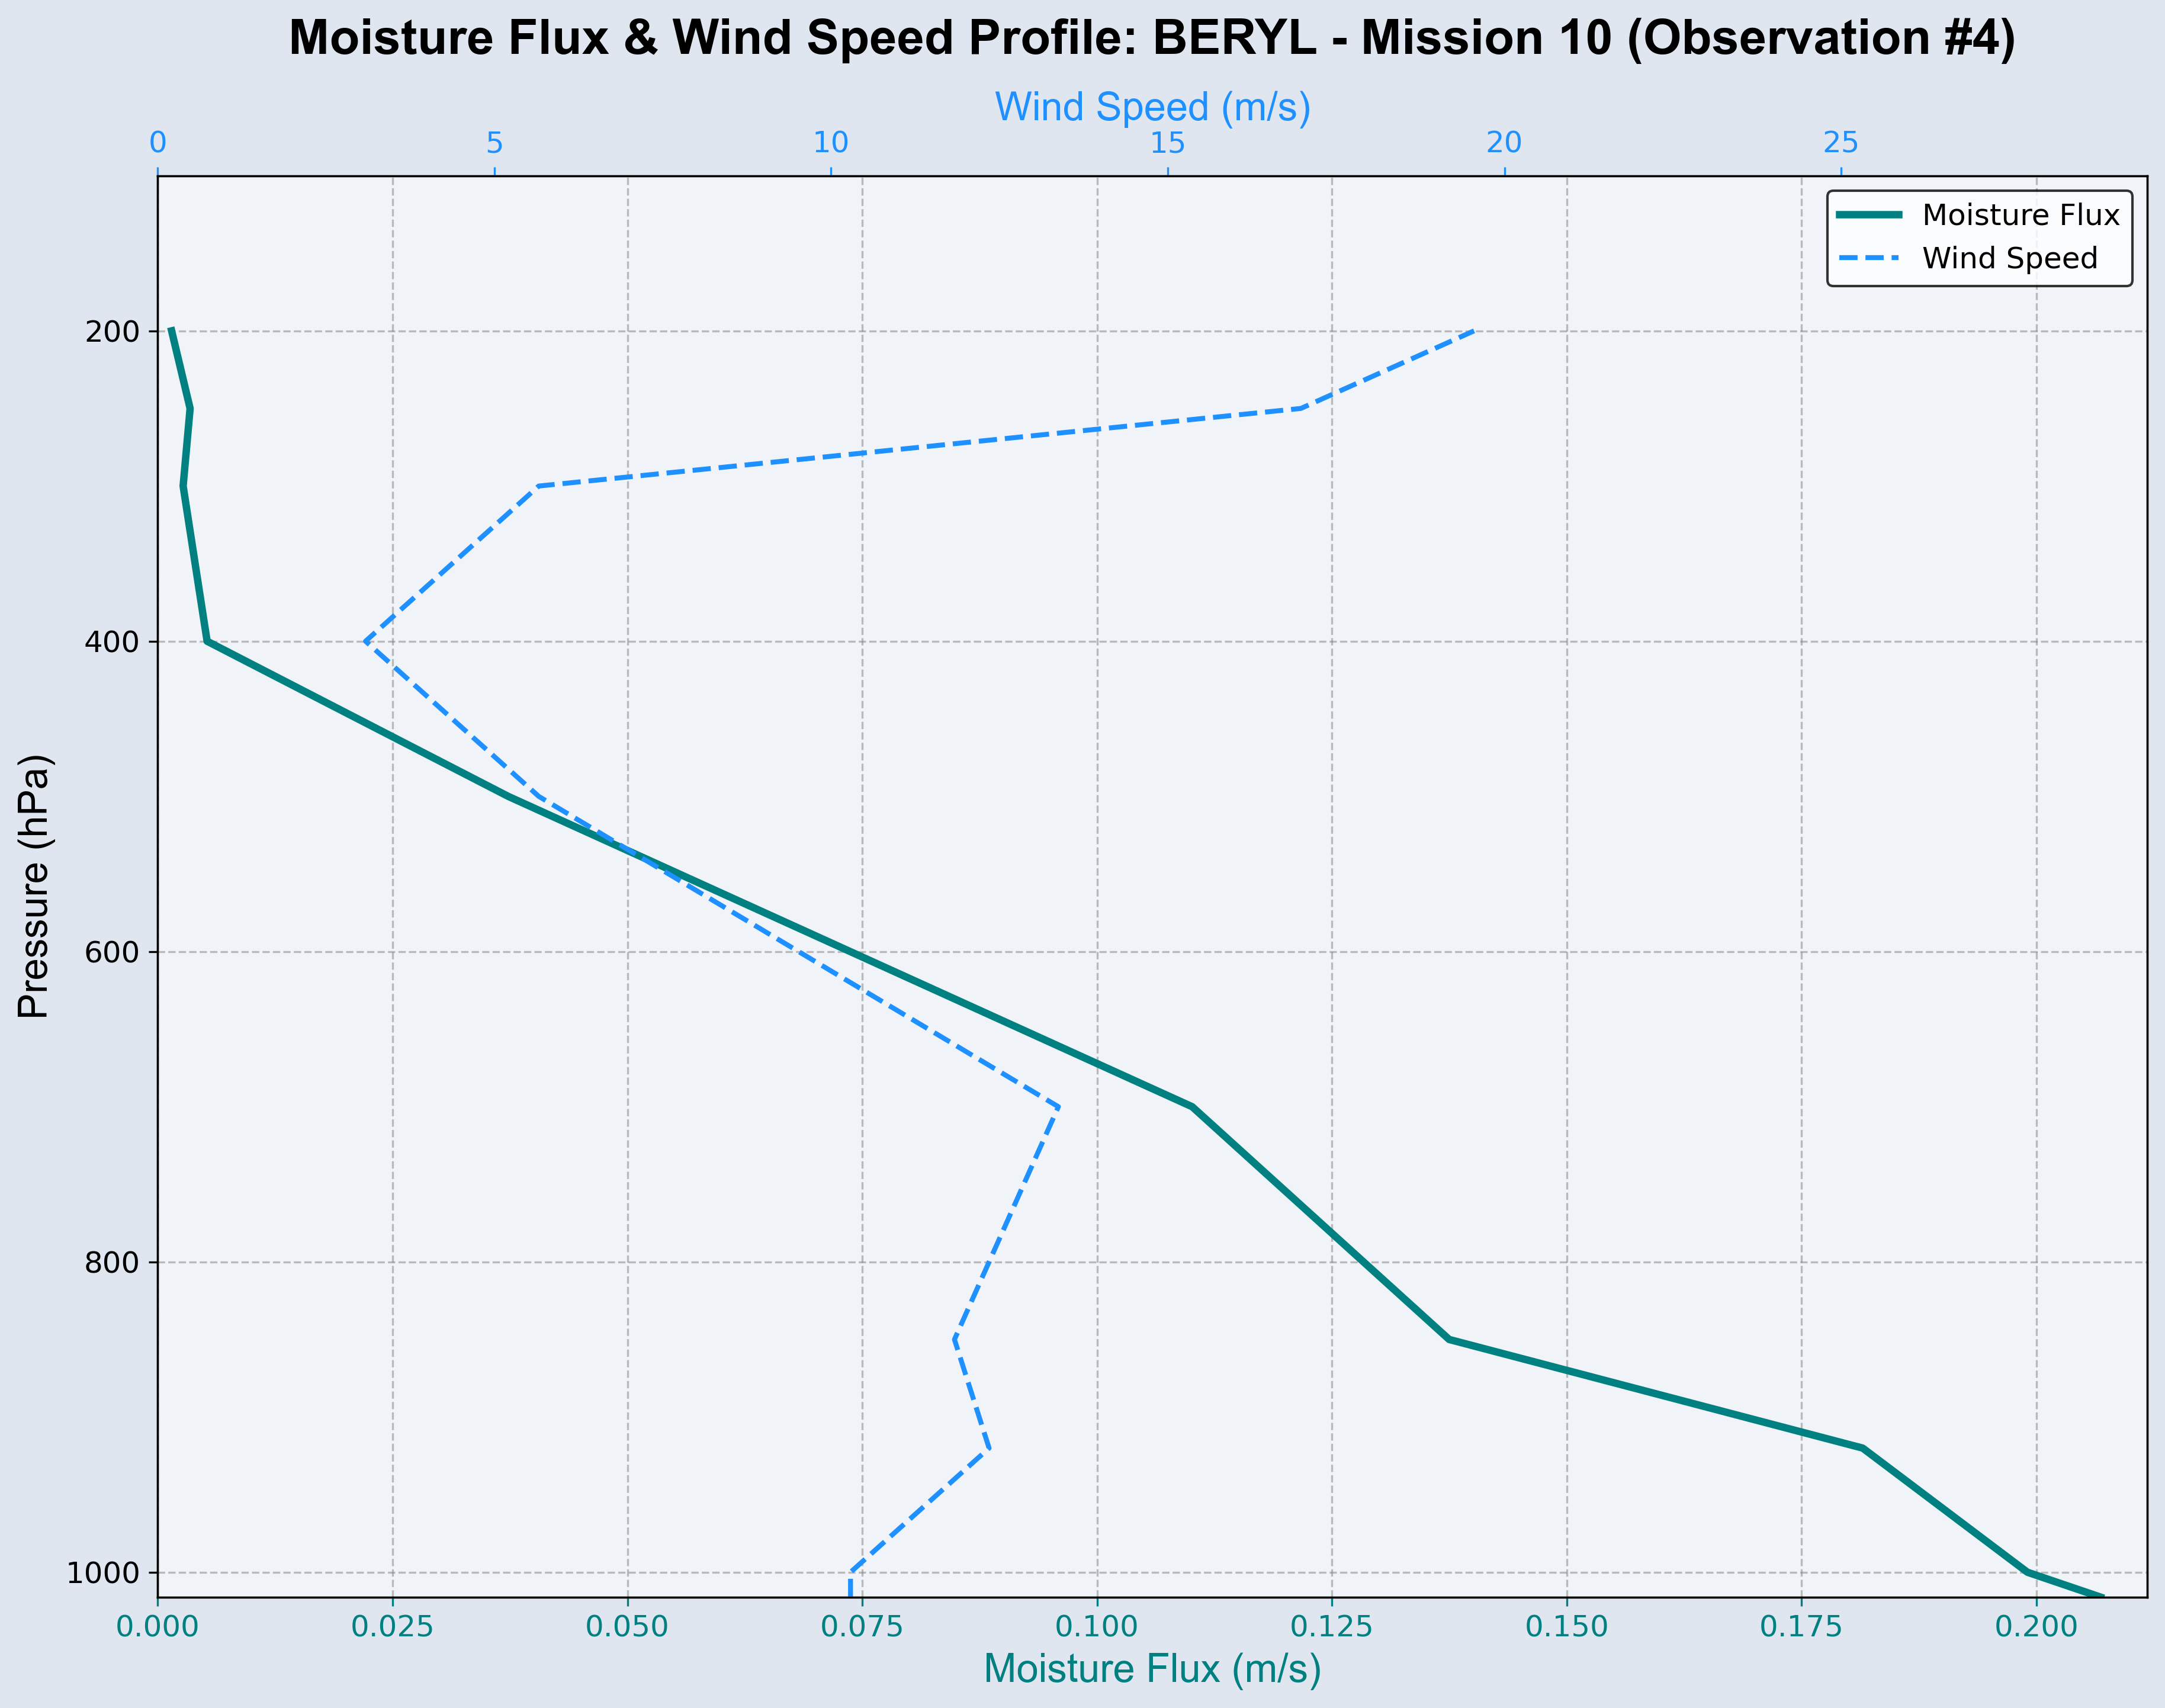 Moisture Flux & Wind Speed Profile: BERYL - Mission 10 (Observation #4)
Wind Speed (m/s)
0 5 10 15 20 25
Moisture Flux
Wind Speed
200
400
600
800
1000
Pressure (hPa)
0.000 0.025 0.050 0.075 0.100 0.125 0.150 0.175 0.200
Moisture Flux (m/s)